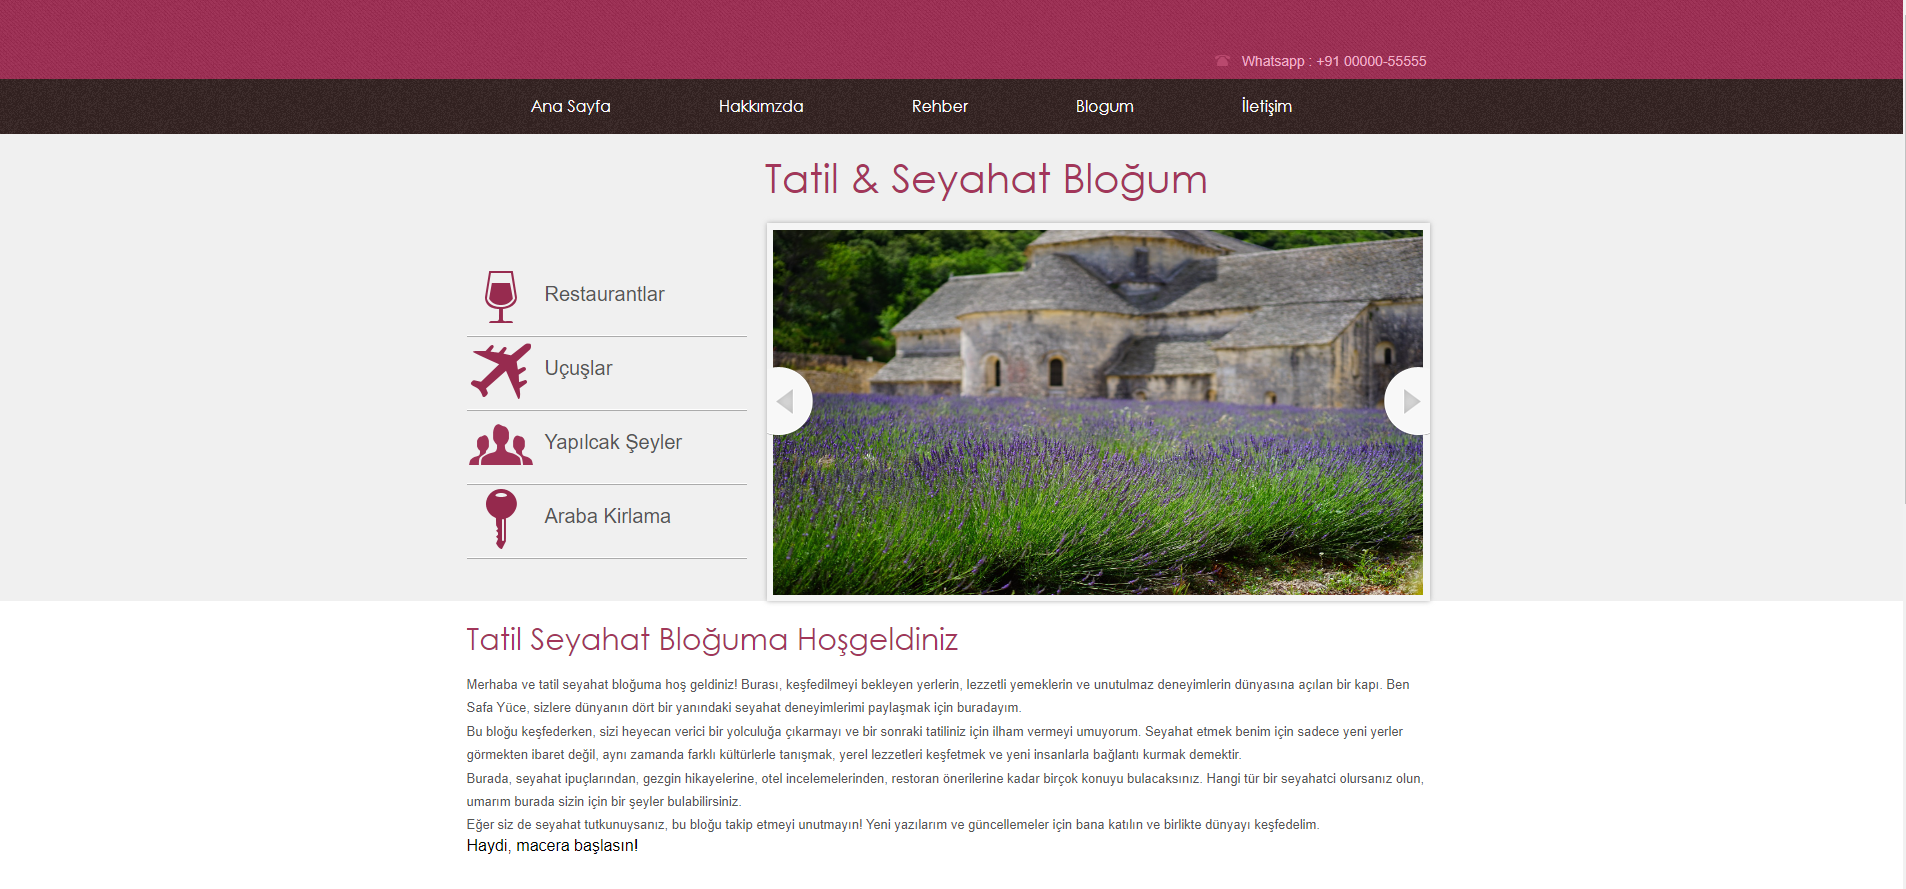 Whatsapp : +91 00000-55555
Ana Sayfa
Hakkımzda
Rehber
Blogum
İletişim
Tatil & Seyahat Bloğum
Restaurantlar
Uçuşlar
Yapılcak Şeyler
Araba Kirlama
Tatil Seyahat Bloğuma Hoşgeldiniz
Merhaba ve tatil seyahat bloğuma hoş geldiniz! Burası, keşfedilmeyi bekleyen yerlerin, lezzetli yemeklerin ve unutulmaz deneyimlerin dünyasına açılan bir kapı. Ben
Safa Yüce, sizlere dünyanın dört bir yanındaki seyahat deneyimlerimi paylaşmak için buradayım.
Bu bloğu keşfederken, sizi heyecan verici bir yolculuğa çıkarmayı ve bir sonraki tatiliniz için ilham vermeyi umuyorum. Seyahat etmek benim için sadece yeni yerler
görmekten ibaret değil, aynı zamanda farklı kültürlerle tanışmak, yerel lezzetleri keşfetmek ve yeni insanlarla bağlantı kurmak demektir.
Burada, seyahat ipuçlarından, gezgin hikayelerine, otel incelemelerinden, restoran önerilerine kadar birçok konuyu bulacaksınız. Hangi tür bir seyahatci olursanız olun,
umarım burada sizin için bir şeyler bulabilirsiniz.
Eğer siz de seyahat tutkunuysanız, bu bloğu takip etmeyi unutmayın! Yeni yazılarım ve güncellemeler için bana katılın ve birlikte dünyayı keşfedelim.
Haydi, macera başlasın!